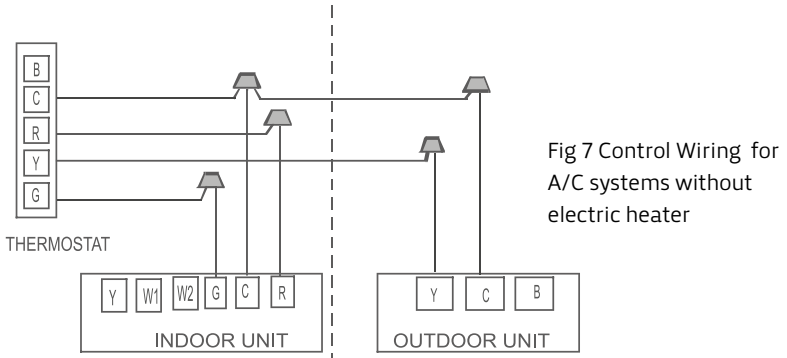 B
C
R
Y
G
THERMOSTAT
Fig 7 Control Wiring for
A/C systems without
electric heater
Y W1 W2 G C R
INDOOR UNIT
Y C B
OUTDOOR UNIT